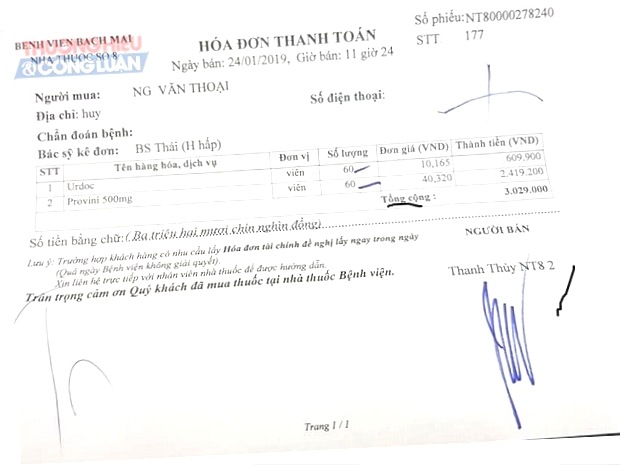 Số phiếu: NT80000278240
STT. 177
BỆNH VIỆN BẠCH MAI
NHÀ THUỐC SỐ 8
THƯƠNG HIỆU
& CÔNG LUẬN
HÓA ĐƠN THANH TOÁN
Ngày bán: 24/01/2019, Giờ bán: 11 giờ 24
Người mua: NG VĂN THOẠI
Số điện thoại:
Địa chỉ: huy
Chẩn đoán bệnh:
Bác sỹ kê đơn: BS Thái (H hấp)
STT Tên hàng hóa, dịch vụ Đơn vị Số lượng Đơn giá (VND) Thành tiền (VND)
1 Urdoc viên 60 10,165 609.900
2 Provini 500mg viên 60 40,320 2.419.200
Tổng cộng: 3.029.000
Số tiền bằng chữ: ( Ba triệu hai mươi chín nghìn đồng)
NGƯỜI BÁN
Lưu ý: Trường hợp khách hàng có nhu cầu lấy Hóa đơn tài chính đề nghị lấy ngay trong ngày
(Quá ngày Bệnh viện không giải quyết).
Xin liên hệ trực tiếp với nhân viên nhà thuốc để được hướng dẫn.
Trân trọng cảm ơn Quý khách đã mua thuốc tại nhà thuốc Bệnh viện.
Thanh Thùy NT8 2
Trang 1 / 1